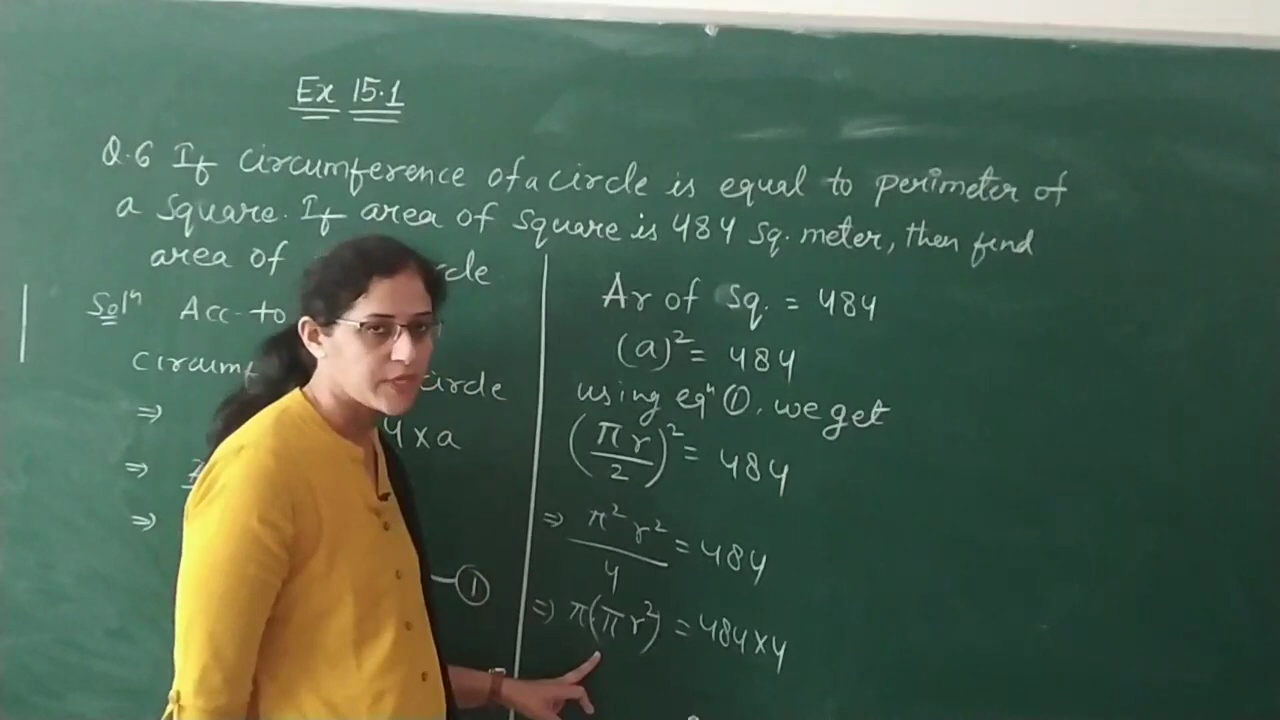 Ex 15.1
Q.6 If circumference of a circle is equal to perimeter of
a square. If area of square is 484 sq. meter, then find
area of cle
Solⁿ Acc. to
circumf circle
⇒ 4 × a
⇒
⇒
①
Ar of sq. = 484
(a)² = 484
using eqⁿ ①, we get
(πr/2)² = 484
⇒ π²r²/4 = 484
⇒ π(πr²) = 484×4